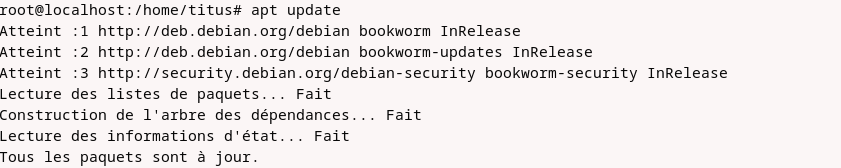 root@localhost:/home/titus# apt update
Atteint :1 http://deb.debian.org/debian bookworm InRelease
Atteint :2 http://deb.debian.org/debian bookworm-updates InRelease
Atteint :3 http://security.debian.org/debian-security bookworm-security InRelease
Lecture des listes de paquets... Fait
Construction de l'arbre des dépendances... Fait
Lecture des informations d'état... Fait
Tous les paquets sont à jour.